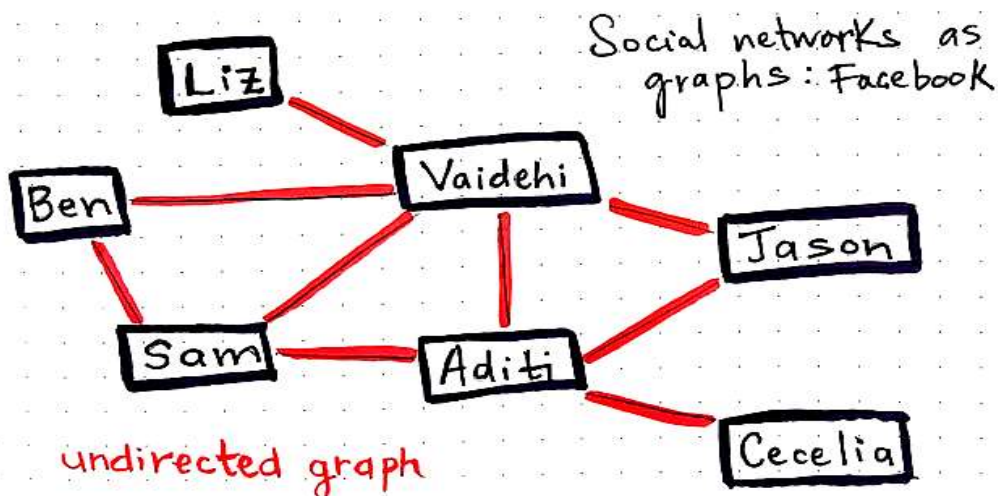 Social networks as
graphs: Facebook
Liz
Vaidehi
Ben
Jason
Sam
Aditi
Cecelia
undirected graph